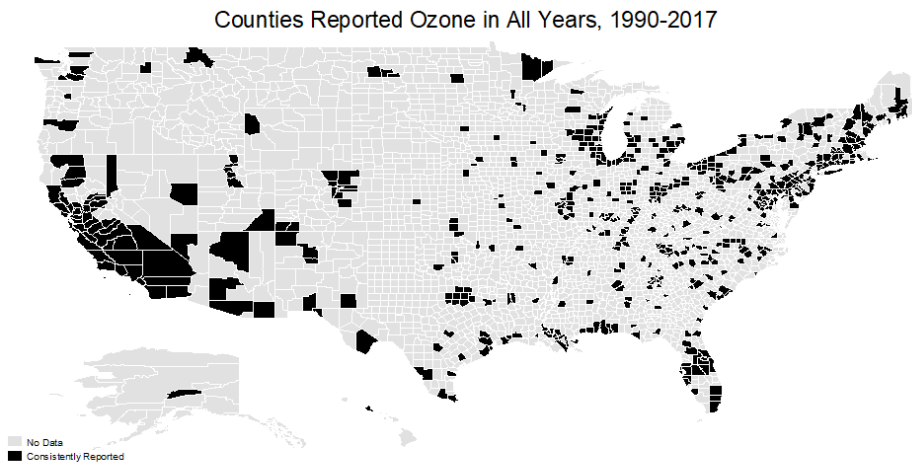 Counties Reported Ozone in All Years, 1990-2017
No Data
Consistently Reported